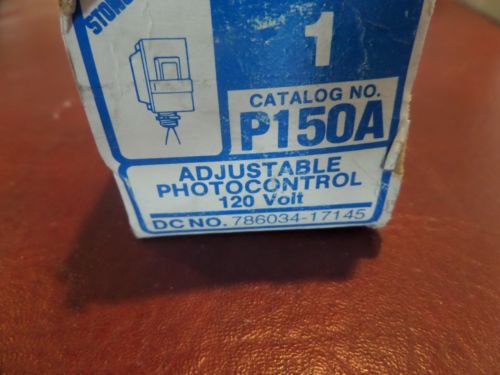 1
CATALOG NO.
P150A
ADJUSTABLE
PHOTOCONTROL
120 Volt
DC NO. 786034-17145